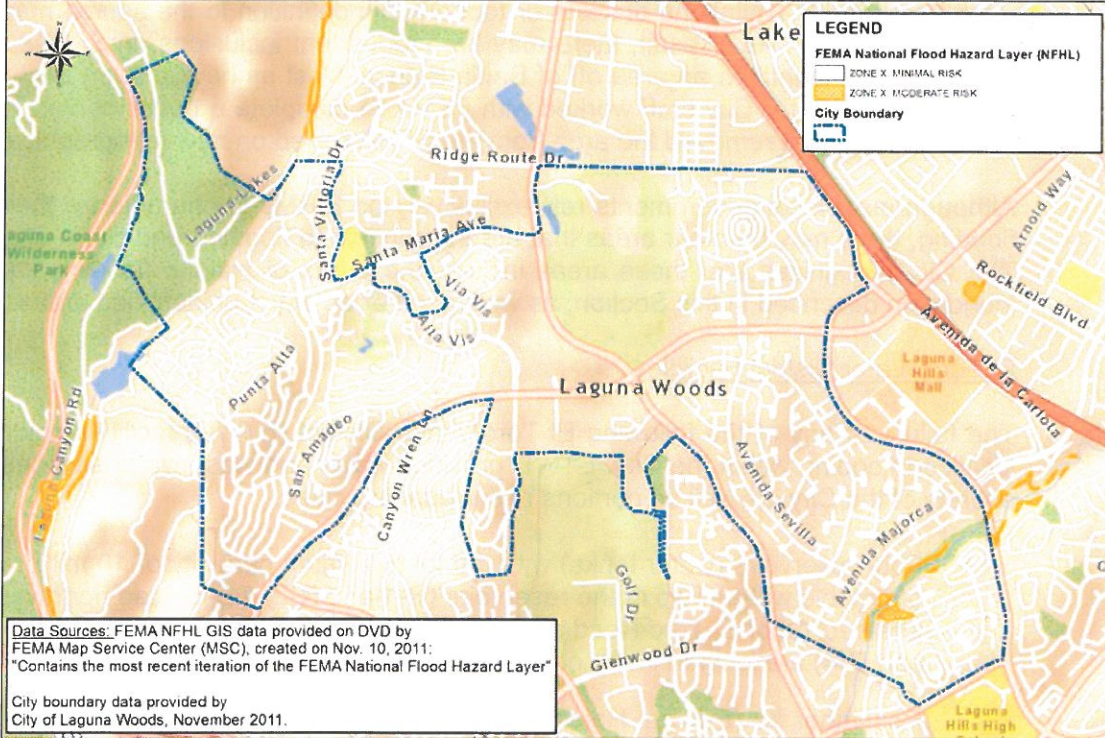 Lake
LEGEND
FEMA National Flood Hazard Layer (NFHL)
ZONE X: MINIMAL RISK
ZONE X: MODERATE RISK
City Boundary
Ridge Route Dr
Santa Vittoria Dr
Laguna Lakes
Santa Maria Ave
Arnold Way
aguna Coast
Wilderness
Park
Via Vis
Alta Vis
Rockfield Blvd
Avenida de la Carlota
Laguna
Hills
Mall
Punta Alta
Laguna Woods
San Amadeo
Canyon Wren Ln
Laguna Canyon Rd
Avenida Sevilla
Avenida Majorca
Golf Dr
Glenwood Dr
Data Sources: FEMA NFHL GIS data provided on DVD by
FEMA Map Service Center (MSC), created on Nov. 10, 2011:
"Contains the most recent iteration of the FEMA National Flood Hazard Layer"
City boundary data provided by
City of Laguna Woods, November 2011.
Laguna
Hills High